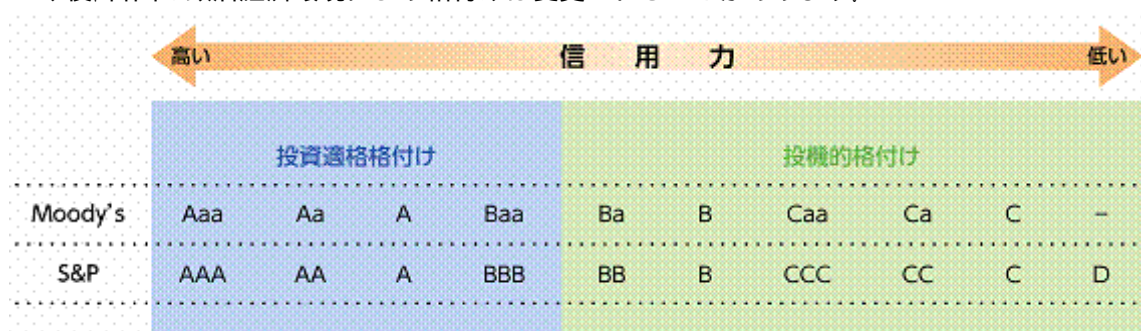 高い 信用力 低い
投資適格格付け 投機的格付け
Moody's Aaa Aa A Baa Ba B Caa Ca C –
S&P AAA AA A BBB BB B CCC CC C D